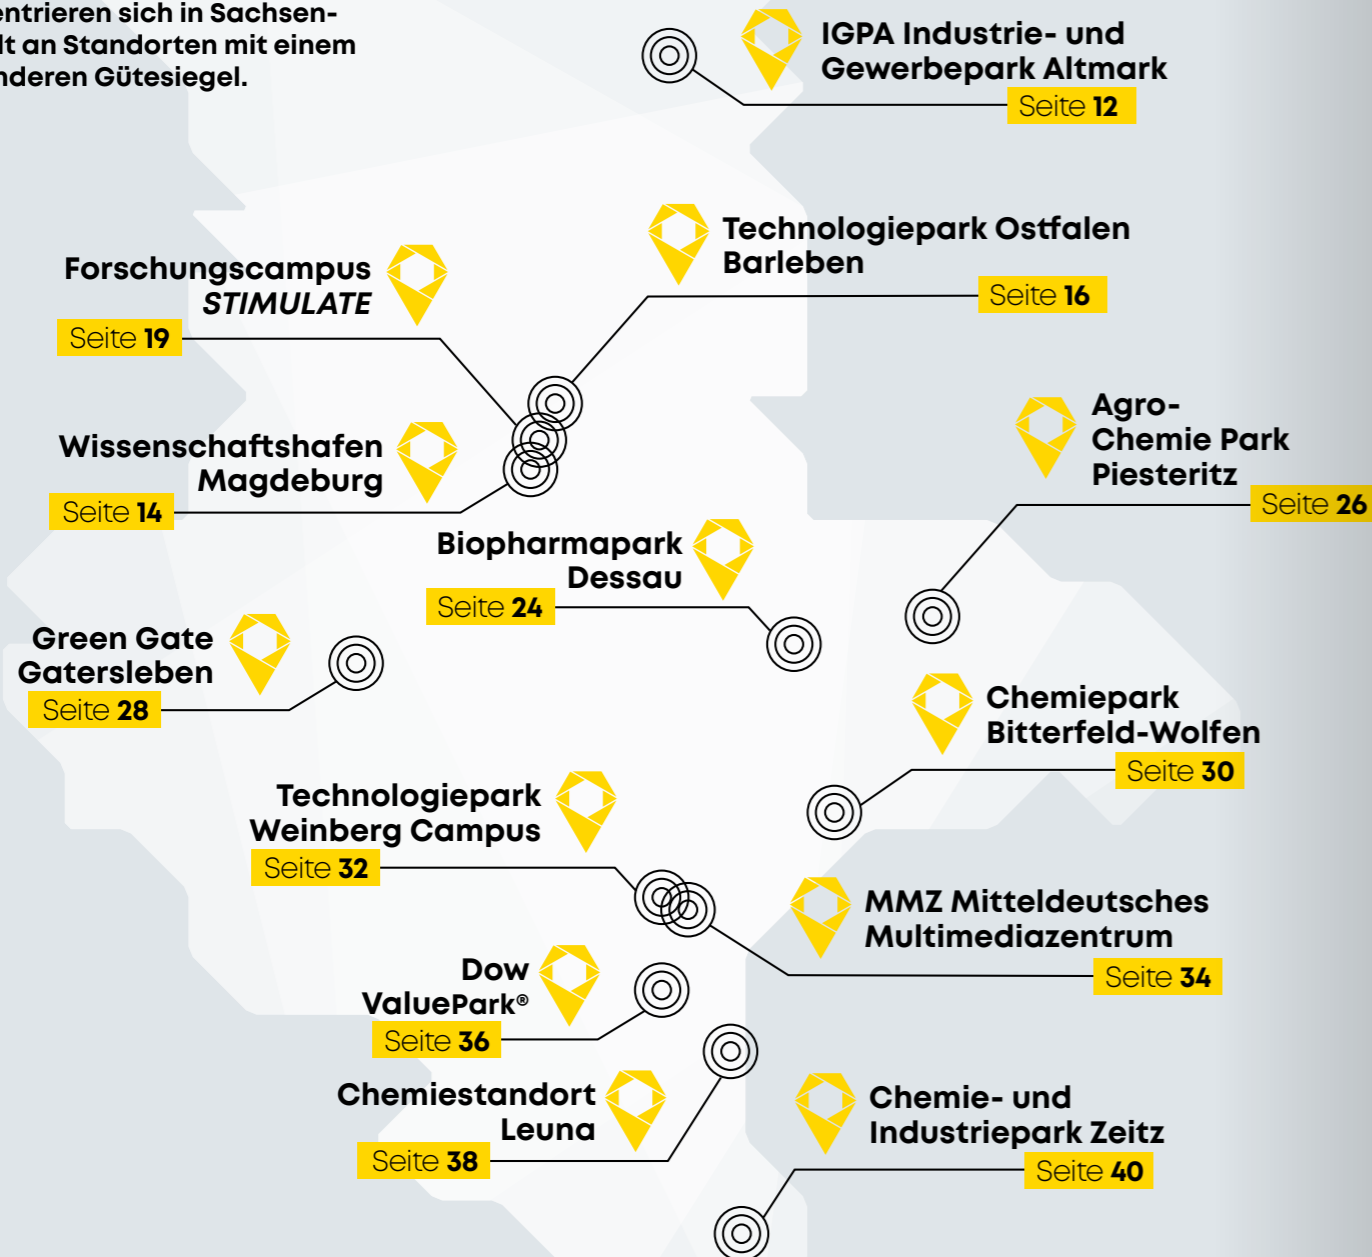 entrieren sich in Sachsen-
lt an Standorten mit einem
nderen Gütesiegel.
IGPA Industrie- und
Gewerbepark Altmark
Seite 12
Technologiepark Ostfalen
Barleben
Seite 16
Forschungscampus
STIMULATE
Seite 19
Wissenschaftshafen
Magdeburg
Seite 14
Agro-
Chemie Park
Piesteritz
Seite 26
Biopharmapark
Dessau
Seite 24
Green Gate
Gatersleben
Seite 28
Chemiepark
Bitterfeld-Wolfen
Seite 30
Technologiepark
Weinberg Campus
Seite 32
MMZ Mitteldeutsches
Multimediazentrum
Seite 34
Dow
ValuePark®
Seite 36
Chemiestandort
Leuna
Seite 38
Chemie- und
Industriepark Zeitz
Seite 40